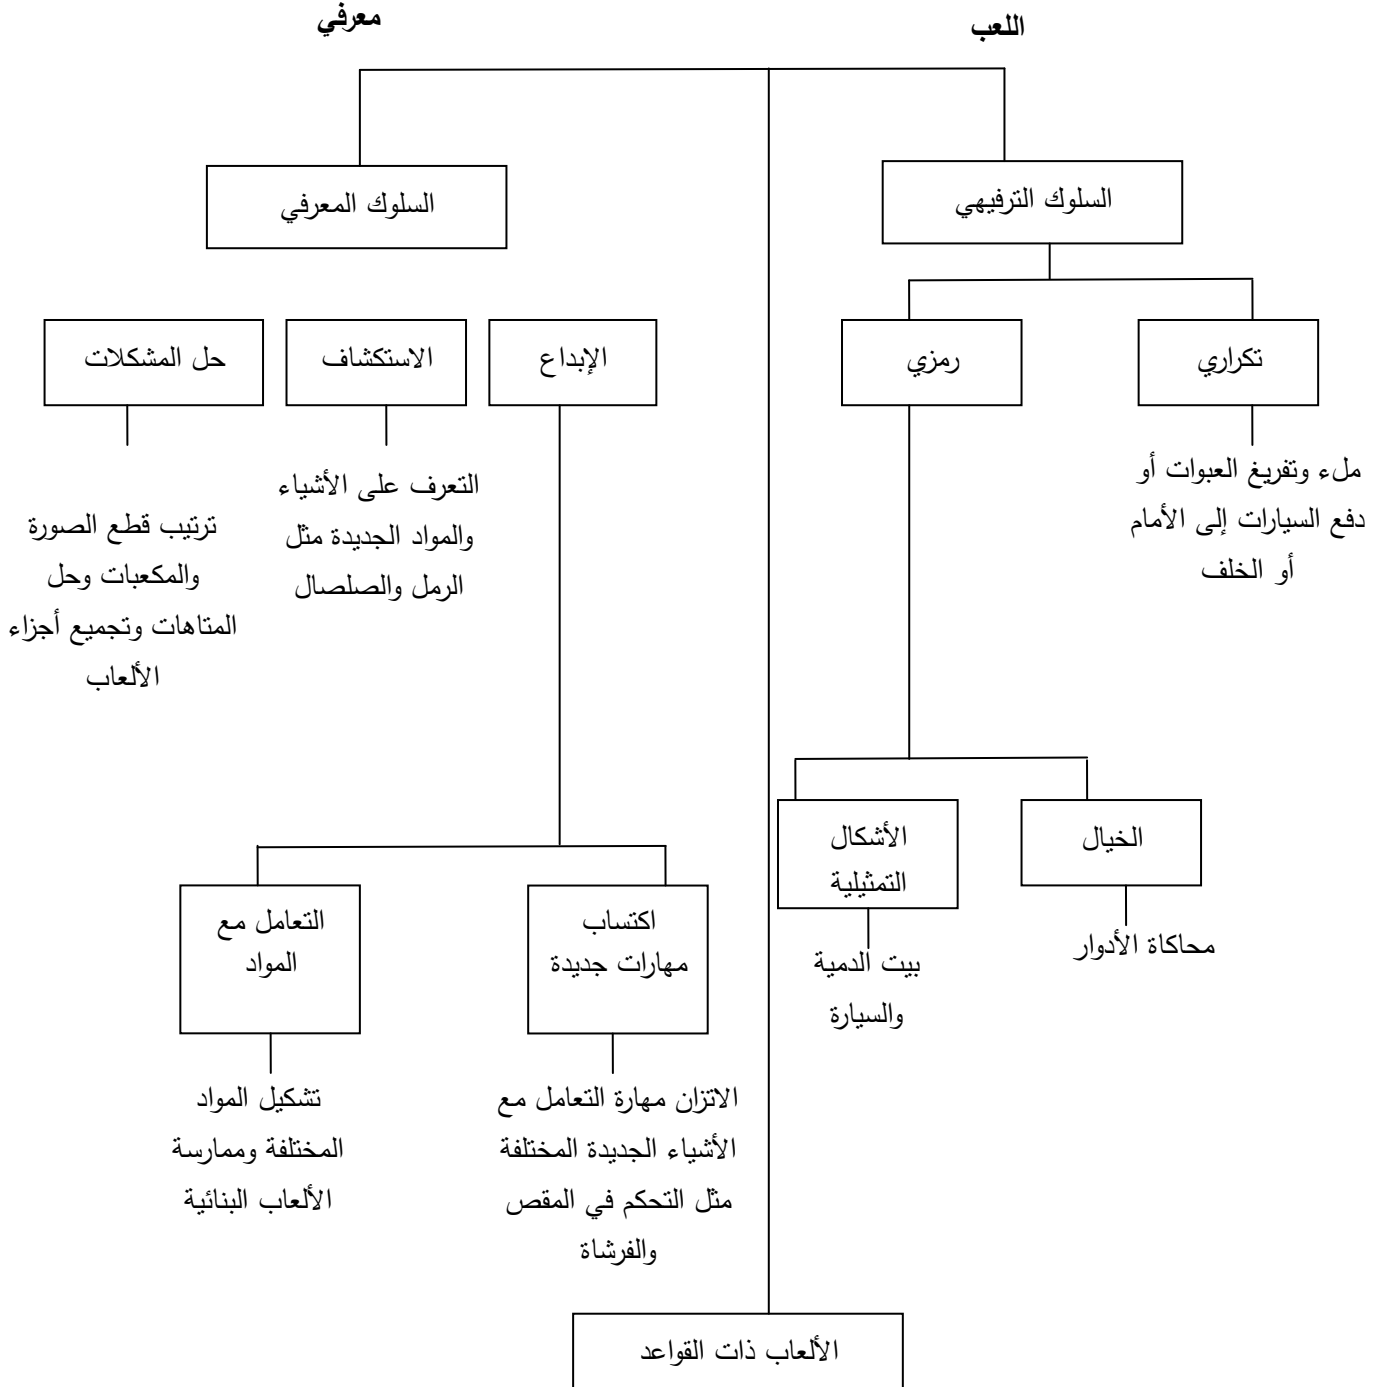 اللعب
معرفي
السلوك الترفيهي
السلوك المعرفي
تكراري
رمزي
الإبداع
الاستكشاف
حل المشكلات
ملء وتفريغ العبوات أو
دفع السيارات إلى الأمام
أو الخلف
التعرف على الأشياء
والمواد الجديدة مثل
الرمل والصلصال
ترتيب قطع الصورة
والمكعبات وحل
المتاهات وتجميع أجزاء
الألعاب
الخيال
الأشكال
التمثيلية
محاكاة الأدوار
بيت الدمية
والسيارة
اكتساب
مهارات جديدة
التعامل مع
المواد
الاتزان مهارة التعامل مع
الأشياء الجديدة المختلفة
مثل التحكم في المقص
والفرشاة
تشكيل المواد
المختلفة وممارسة
الألعاب البنائية
الألعاب ذات القواعد